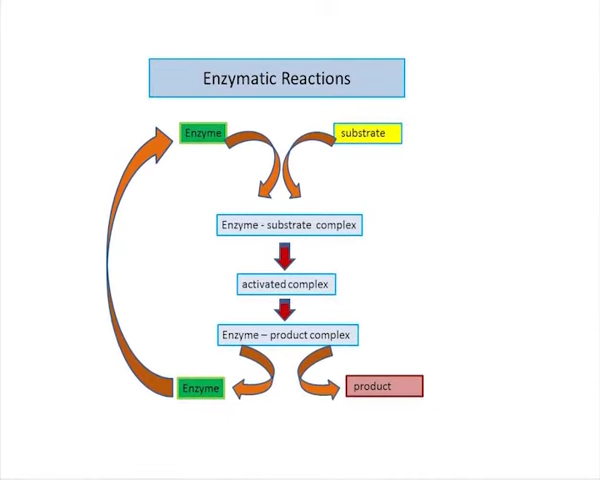 Enzymatic Reactions
Enzyme
substrate
Enzyme - substrate complex
activated complex
Enzyme – product complex
Enzyme
product